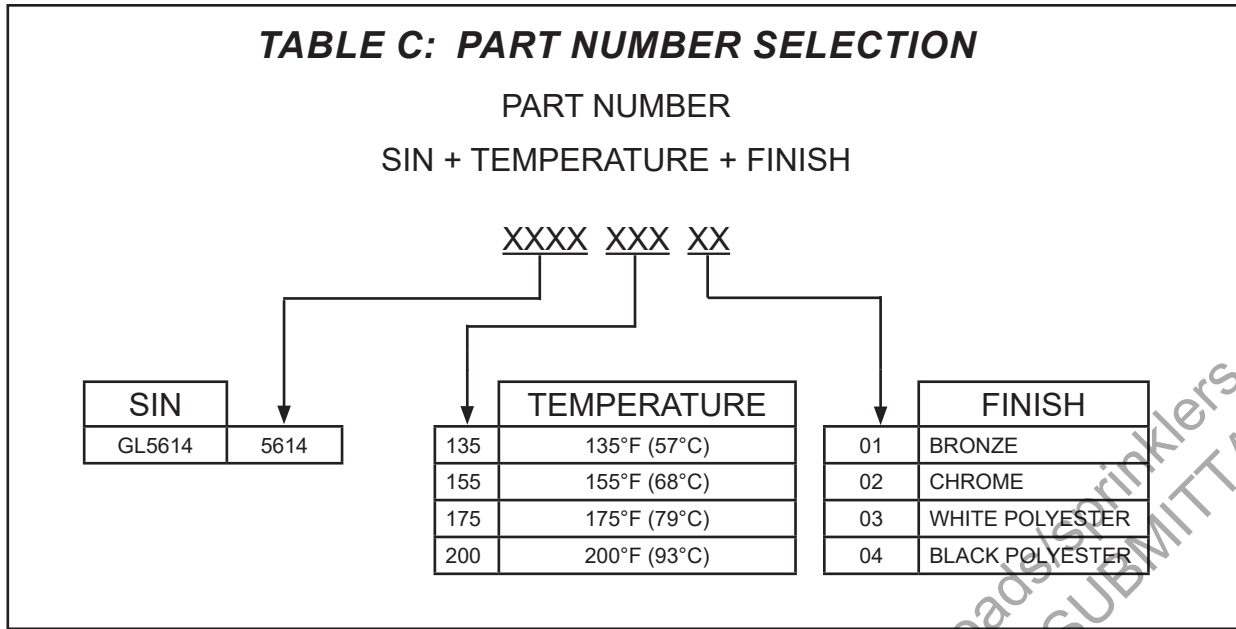 TABLE C: PART NUMBER SELECTION
PART NUMBER
SIN + TEMPERATURE + FINISH
XXXX XXX XX
SIN
GL5614 5614
TEMPERATURE
135 135°F (57°C)
155 155°F (68°C)
175 175°F (79°C)
200 200°F (93°C)
FINISH
01 BRONZE
02 CHROME
03 WHITE POLYESTER
04 BLACK POLYESTER
/sprinklers